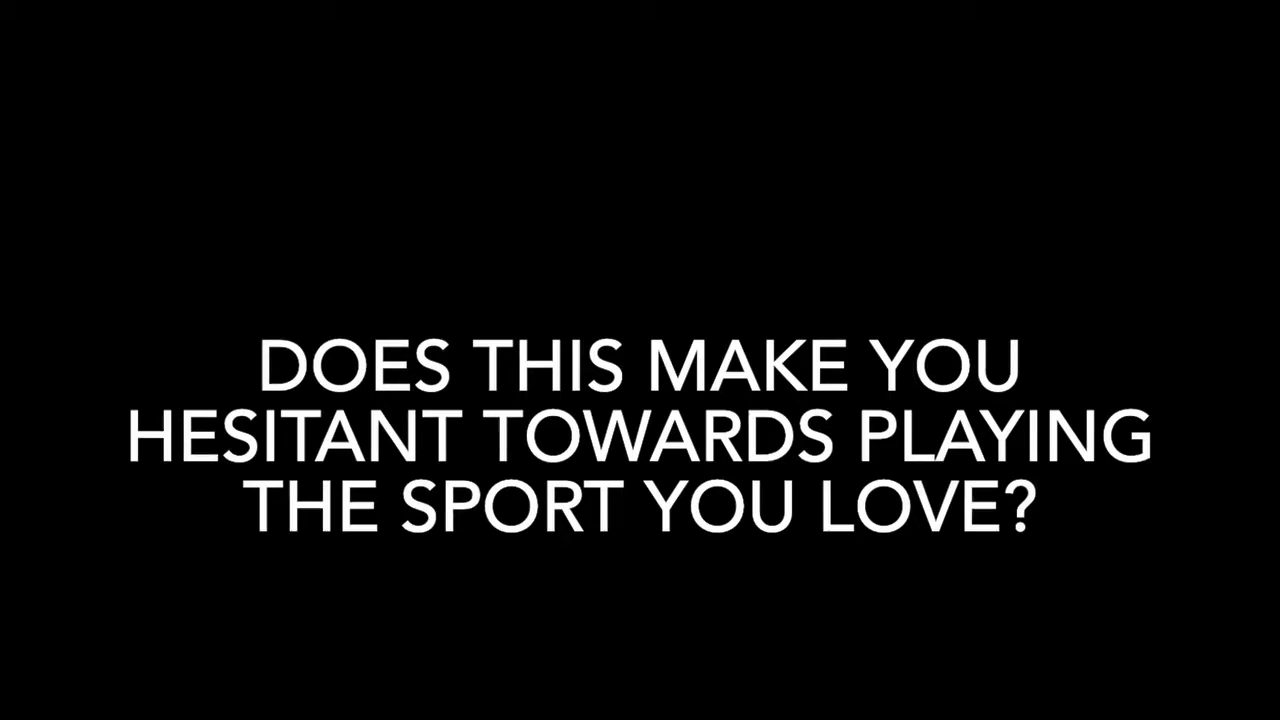 DOES THIS MAKE YOU
HESITANT TOWARDS PLAYING
THE SPORT YOU LOVE?